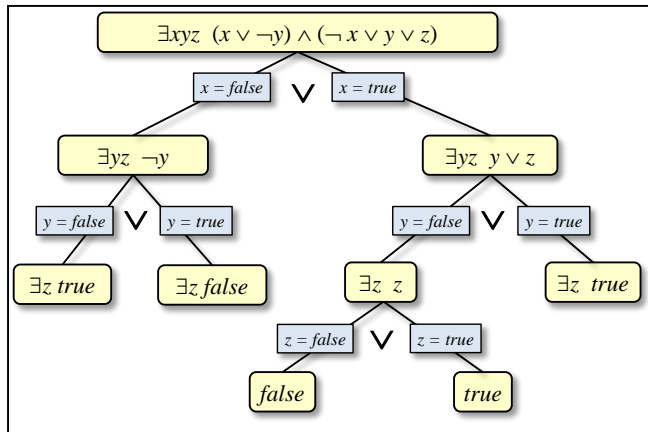 ∃xyz (x ∨ ¬y) ∧ (¬ x ∨ y ∨ z)
x = false ∨ x = true
∃yz ¬y ∃yz y ∨ z
y = false ∨ y = true y = false ∨ y = true
∃z true ∃z false ∃z z ∃z true
z = false ∨ z = true
false true